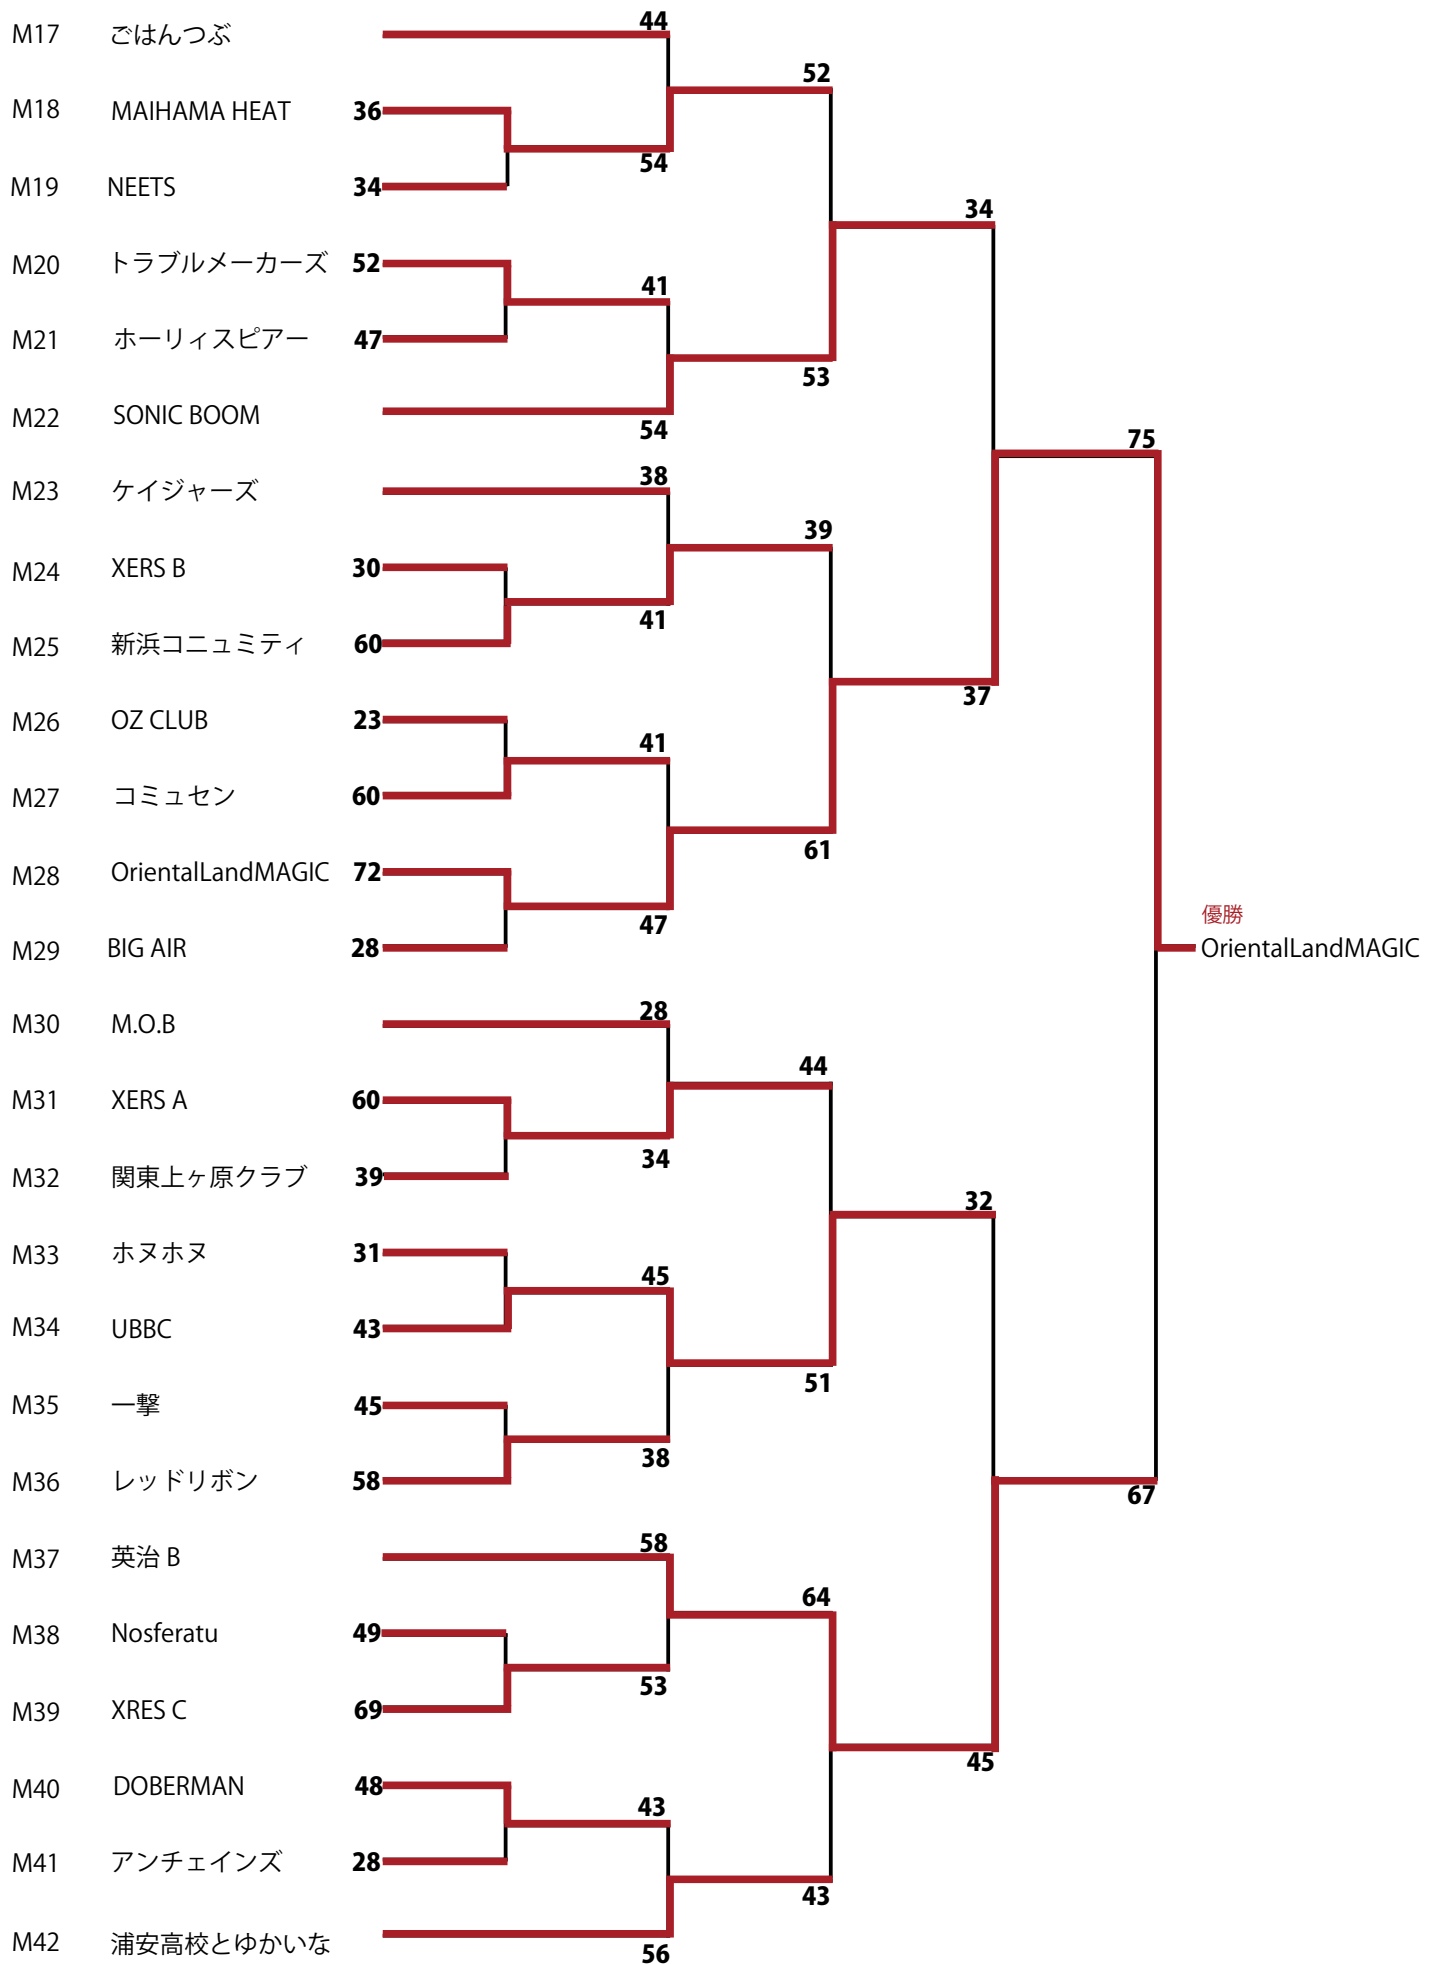 M17 ごはんつぶ 44
52
M18 MAIHAMA HEAT 36
54
M19 NEETS 34
34
M20 トラブルメーカーズ 52
41
M21 ホーリィスピアー 47
53
M22 SONIC BOOM
54
75
M23 ケイジャーズ 38
39
M24 XERS B 30
41
M25 新浜コニュミティ 60
37
M26 OZ CLUB 23
41
M27 コミュセン 60
61
M28 OrientalLandMAGIC 72
47
優勝
M29 BIG AIR 28
OrientalLandMAGIC
M30 M.O.B 28
44
M31 XERS A 60
34
M32 関東上ヶ原クラブ 39
32
M33 ホヌホヌ 31
45
M34 UBBC 43
51
M35 一撃 45
38
M36 レッドリボン 58
67
M37 英治 B 58
64
M38 Nosferatu 49
53
M39 XRES C 69
45
M40 DOBERMAN 48
43
M41 アンチェインズ 28
43
M42 浦安高校とゆかいな
56